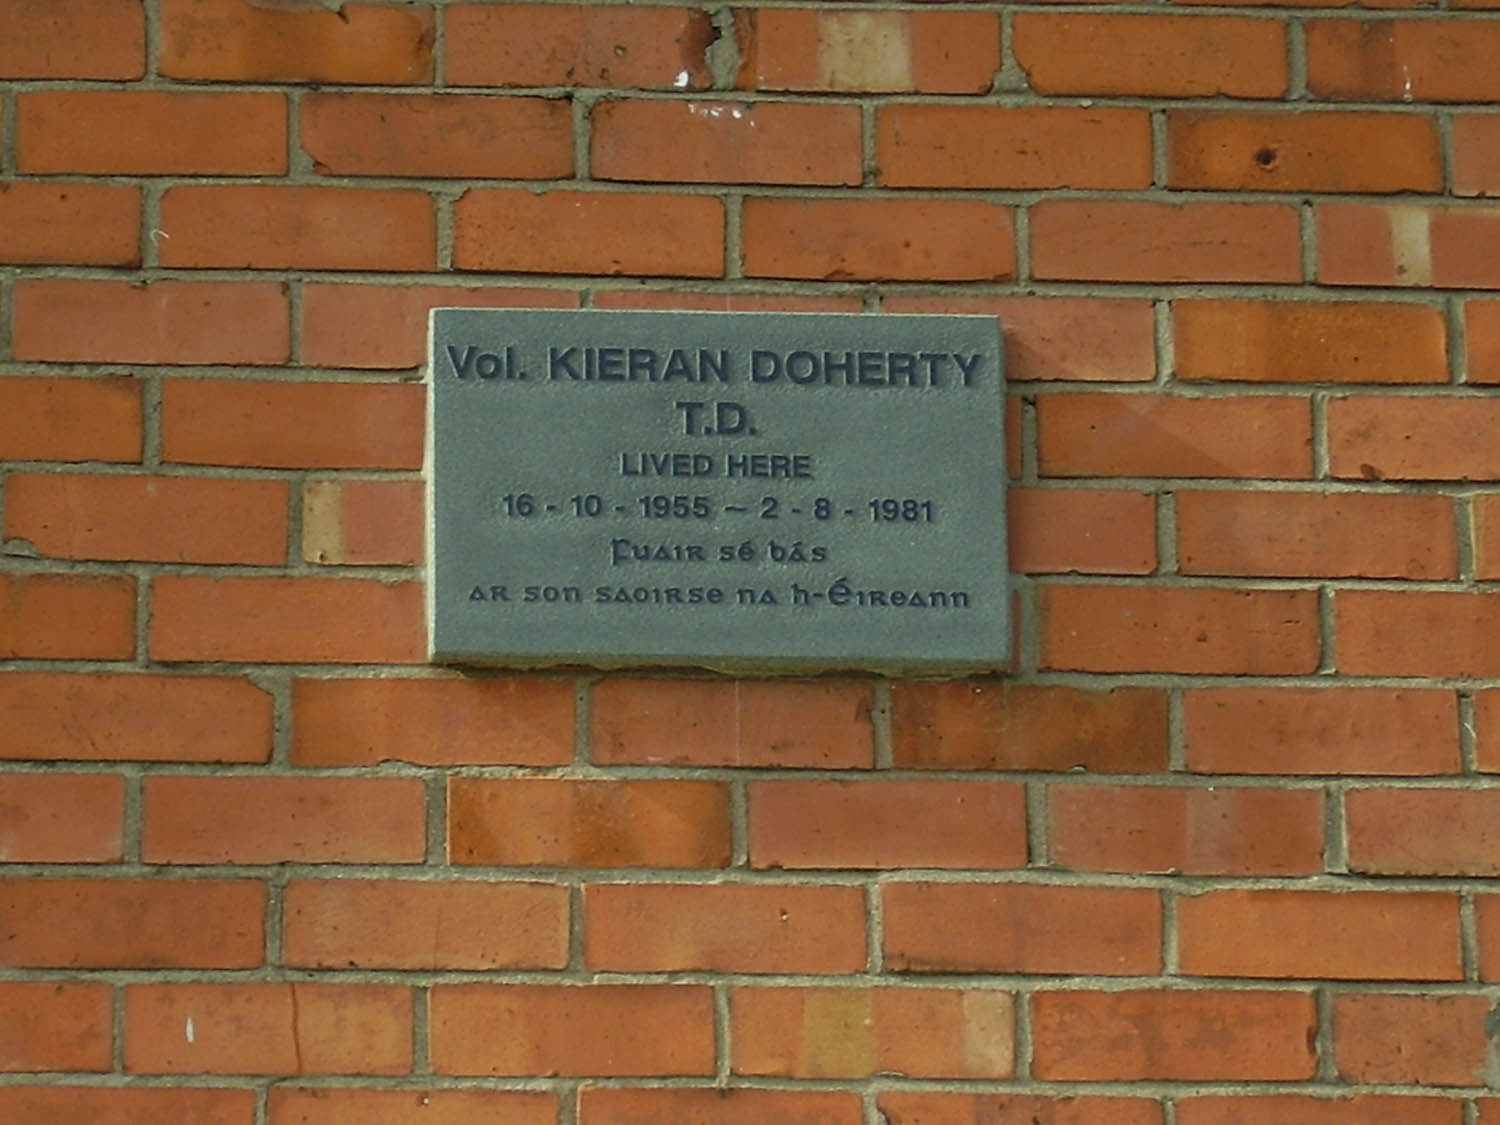 Vol. KIERAN DOHERTY
T.D.
LIVED HERE
16 - 10 - 1955 ~ 2 - 8 - 1981
Fuair sé bás
ar son saoirse na h-Éireann